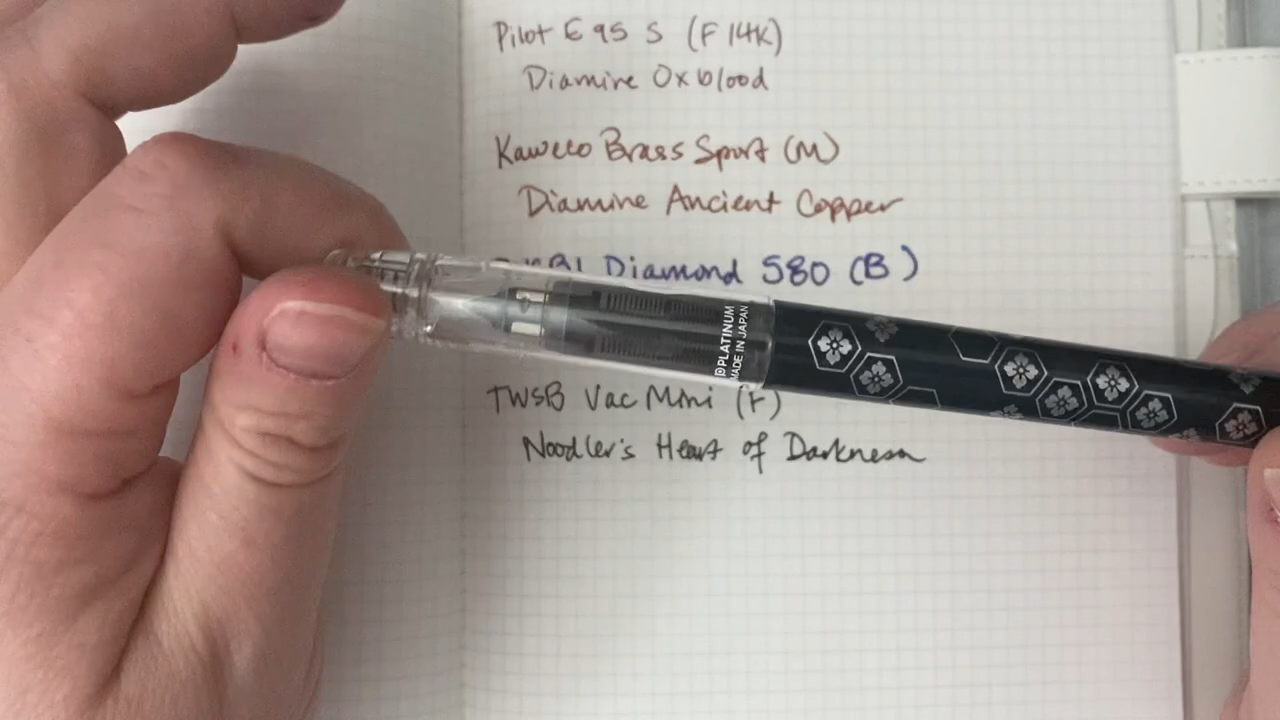 Pilot E95 S (F 14K)
Diamine Oxblood
Kaweco Brass Sport (M)
Diamine Ancient Copper
Diamond 580 (B)
PLATINUM
MADE IN JAPAN
TWSB Vac Mini (F)
Noodler's Heart of Darkness